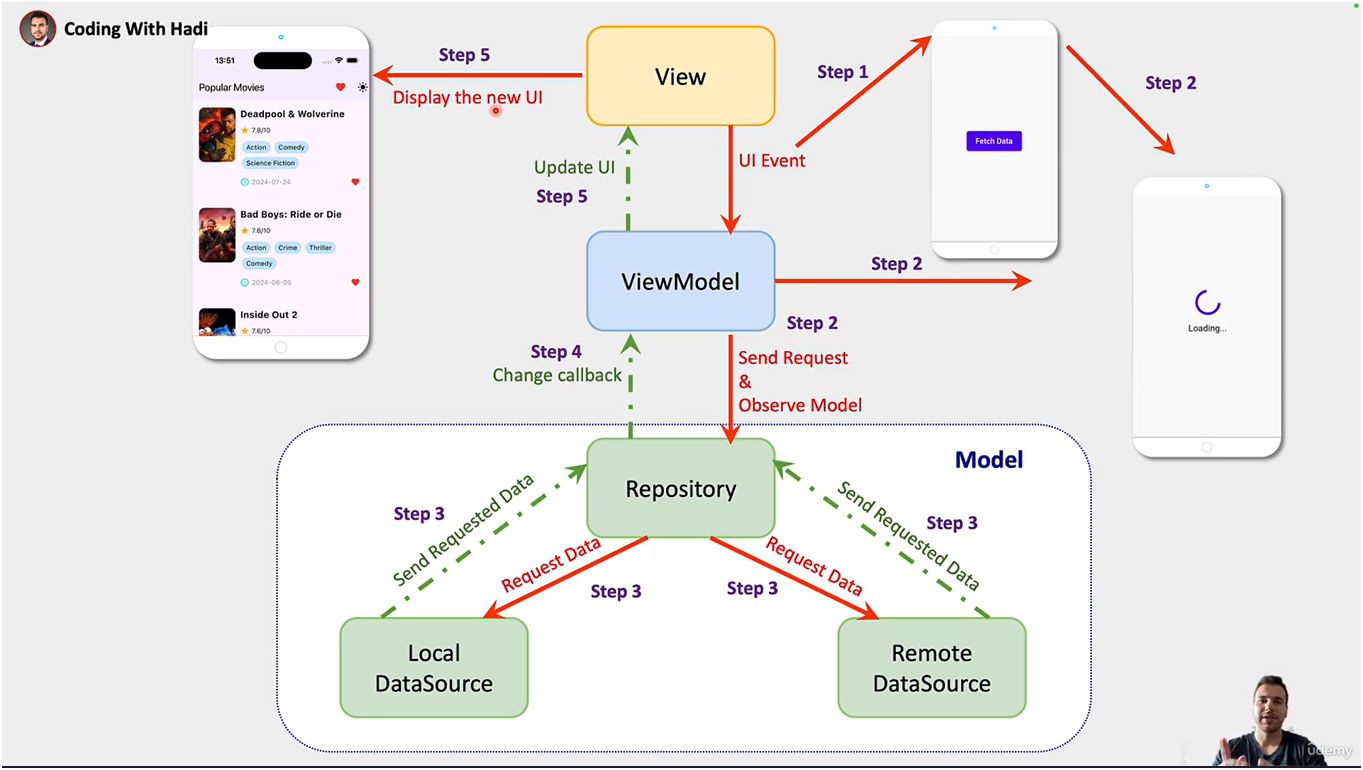 Coding With Hadi
13:51
Popular Movies
Deadpool & Wolverine
7.8/10
Action
Comedy
Science Fiction
2024-07-24
Bad Boys: Ride or Die
7.6/10
Action
Crime
Thriller
Comedy
2024-06-05
Inside Out 2
7.6/10
Step 5
Display the new UI
View
Step 1
Fetch Data
Step 2
UI Event
Update UI
Step 5
ViewModel
Step 2
Loading...
Step 2
Send Request
&
Observe Model
Step 4
Change callback
Model
Repository
Step 3
Send Requested Data
Request Data
Step 3
Request Data
Step 3
Send Requested Data
Step 3
Local
DataSource
Remote
DataSource
udemy